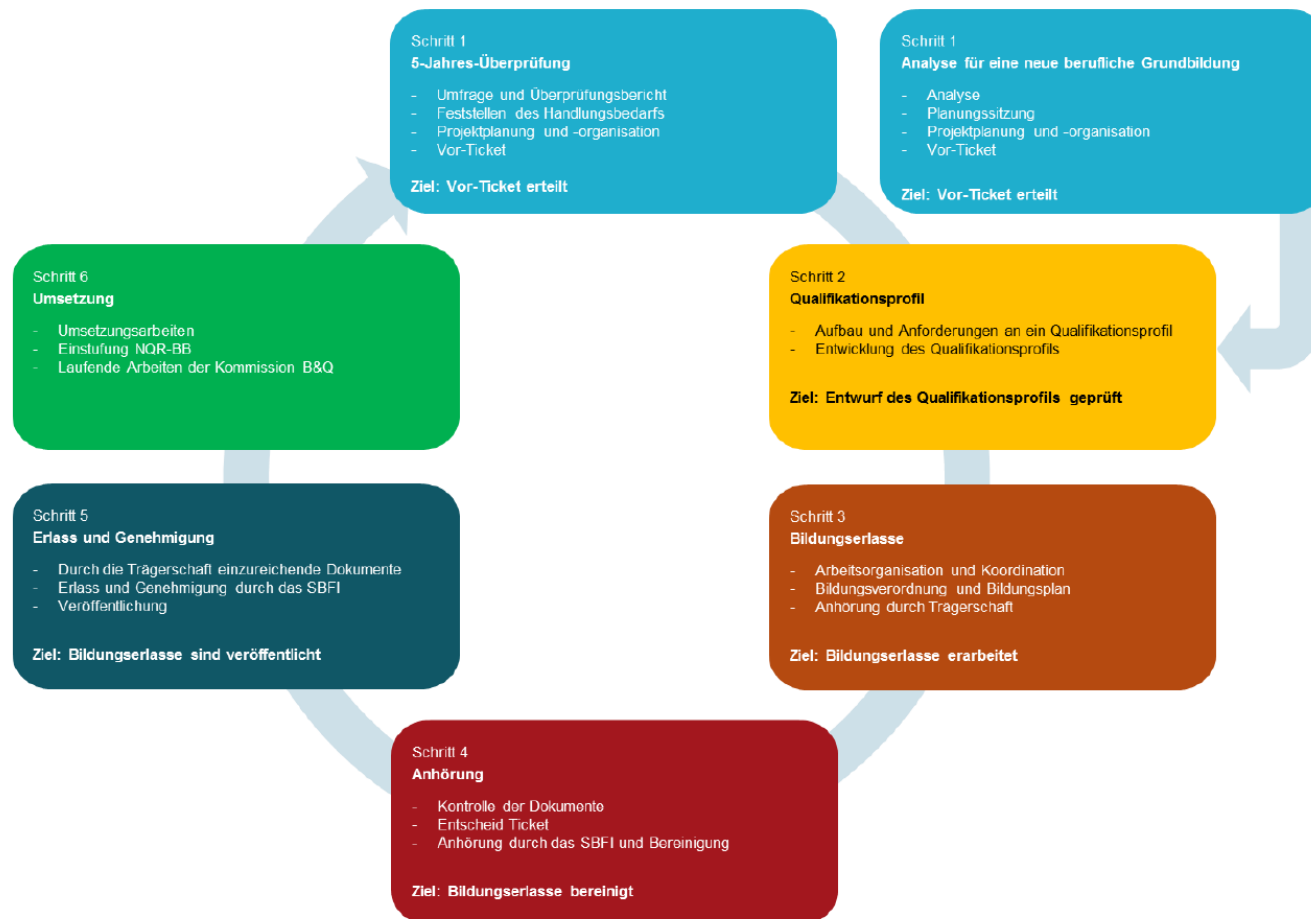 Schritt 1
5-Jahres-Überprüfung
- Umfrage und Überprüfungsbericht
- Feststellen des Handlungsbedarfs
- Projektplanung und -organisation
- Vor-Ticket
Ziel: Vor-Ticket erteilt
Schritt 1
Analyse für eine neue berufliche Grundbildung
- Analyse
- Planungssitzung
- Projektplanung und -organisation
- Vor-Ticket
Ziel: Vor-Ticket erteilt
Schritt 2
Qualifikationsprofil
- Aufbau und Anforderungen an ein Qualifikationsprofil
- Entwicklung des Qualifikationsprofils
Ziel: Entwurf des Qualifikationsprofils geprüft
Schritt 3
Bildungserlasse
- Arbeitsorganisation und Koordination
- Bildungsverordnung und Bildungsplan
- Anhörung durch Trägerschaft
Ziel: Bildungserlasse erarbeitet
Schritt 4
Anhörung
- Kontrolle der Dokumente
- Entscheid Ticket
- Anhörung durch das SBFI und Bereinigung
Ziel: Bildungserlasse bereinigt
Schritt 5
Erlass und Genehmigung
- Durch die Trägerschaft einzureichende Dokumente
- Erlass und Genehmigung durch das SBFI
- Veröffentlichung
Ziel: Bildungserlasse sind veröffentlicht
Schritt 6
Umsetzung
- Umsetzungsarbeiten
- Einstufung NQR-BB
- Laufende Arbeiten der Kommission B&Q